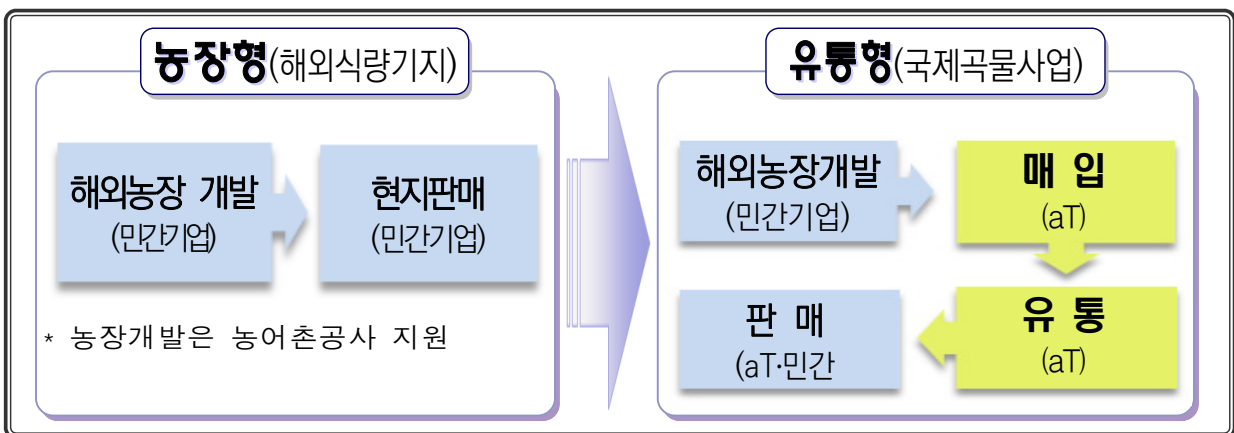 농장형(해외식량기지)
해외농장 개발
(민간기업)
현지판매
(민간기업)
* 농장개발은 농어촌공사 지원
유통형(국제곡물사업)
해외농장개발
(민간기업)
매 입
(aT)
유 통
(aT)
판 매
(aT·민간